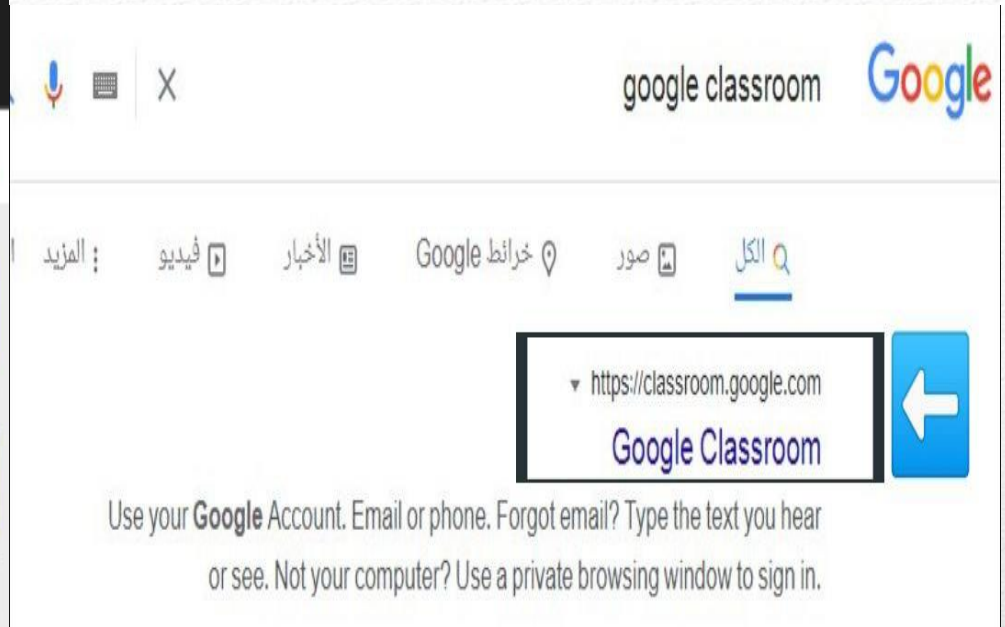 google classroom Google
الكل صور خرائط Google الأخبار فيديو المزيد
https://classroom.google.com
Google Classroom
Use your Google Account. Email or phone. Forgot email? Type the text you hear
or see. Not your computer? Use a private browsing window to sign in.